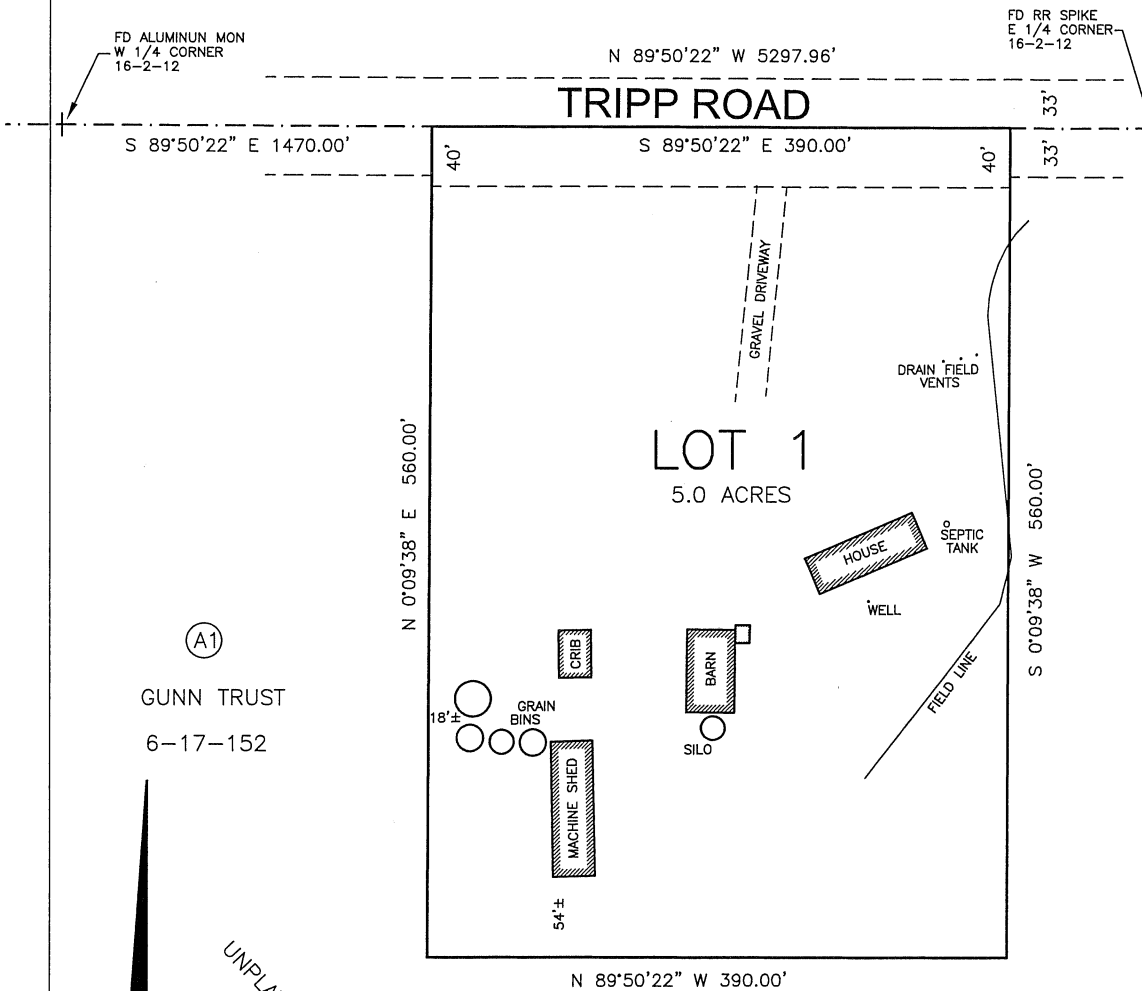 FD ALUMINUN MON
W 1/4 CORNER
16-2-12
FD RR SPIKE
E 1/4 CORNER
16-2-12
N 89°50'22" W 5297.96'
TRIPP ROAD
33'
S 89°50'22" E 1470.00'
40'
S 89°50'22" E 390.00'
40'
33'
GRAVEL DRIVEWAY
DRAIN FIELD
VENTS
LOT 1
5.0 ACRES
N 0°09'38" E 560.00'
S 0°09'38" W 560.00'
HOUSE
SEPTIC
TANK
WELL
A1
GUNN TRUST
6-17-152
CRIB
BARN
FIELD LINE
18'±
GRAIN
BINS
SILO
MACHINE SHED
54'±
UNPLA
N 89°50'22" W 390.00'